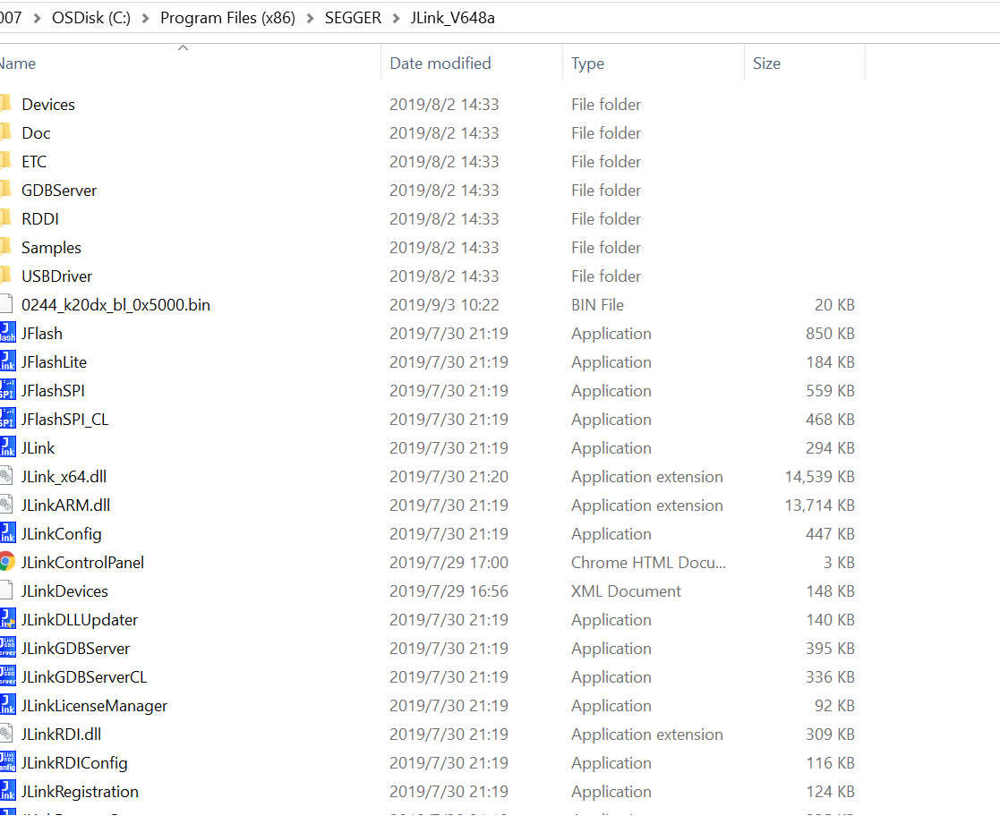 007 > OSDisk (C:) > Program Files (x86) > SEGGER > JLink_V648a
Name Date modified Type Size
Devices 2019/8/2 14:33 File folder
Doc 2019/8/2 14:33 File folder
ETC 2019/8/2 14:33 File folder
GDBServer 2019/8/2 14:33 File folder
RDDI 2019/8/2 14:33 File folder
Samples 2019/8/2 14:33 File folder
USBDriver 2019/8/2 14:33 File folder
0244_k20dx_bl_0x5000.bin 2019/9/3 10:22 BIN File 20 KB
JFlash 2019/7/30 21:19 Application 850 KB
JFlashLite 2019/7/30 21:19 Application 184 KB
JFlashSPI 2019/7/30 21:19 Application 559 KB
JFlashSPI_CL 2019/7/30 21:19 Application 468 KB
JLink 2019/7/30 21:19 Application 294 KB
JLink_x64.dll 2019/7/30 21:20 Application extension 14,539 KB
JLinkARM.dll 2019/7/30 21:19 Application extension 13,714 KB
JLinkConfig 2019/7/30 21:19 Application 447 KB
JLinkControlPanel 2019/7/29 17:00 Chrome HTML Docu... 3 KB
JLinkDevices 2019/7/29 16:56 XML Document 148 KB
JLinkDLLUpdater 2019/7/30 21:19 Application 140 KB
JLinkGDBServer 2019/7/30 21:19 Application 395 KB
JLinkGDBServerCL 2019/7/30 21:19 Application 336 KB
JLinkLicenseManager 2019/7/30 21:19 Application 92 KB
JLinkRDI.dll 2019/7/30 21:19 Application extension 309 KB
JLinkRDIConfig 2019/7/30 21:19 Application 116 KB
JLinkRegistration 2019/7/30 21:19 Application 124 KB